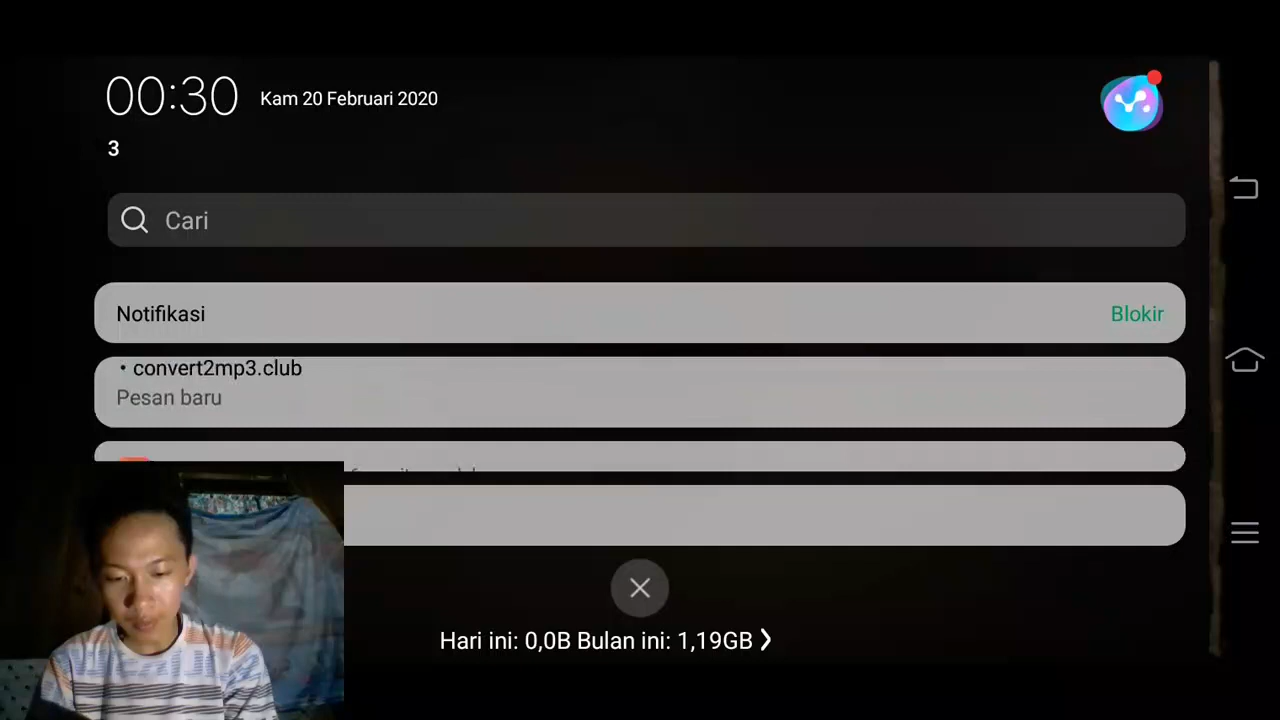 00:30 Kam 20 Februari 2020
3
Cari
Notifikasi Blokir
• convert2mp3.club
Pesan baru
Hari ini: 0,0B Bulan ini: 1,19GB